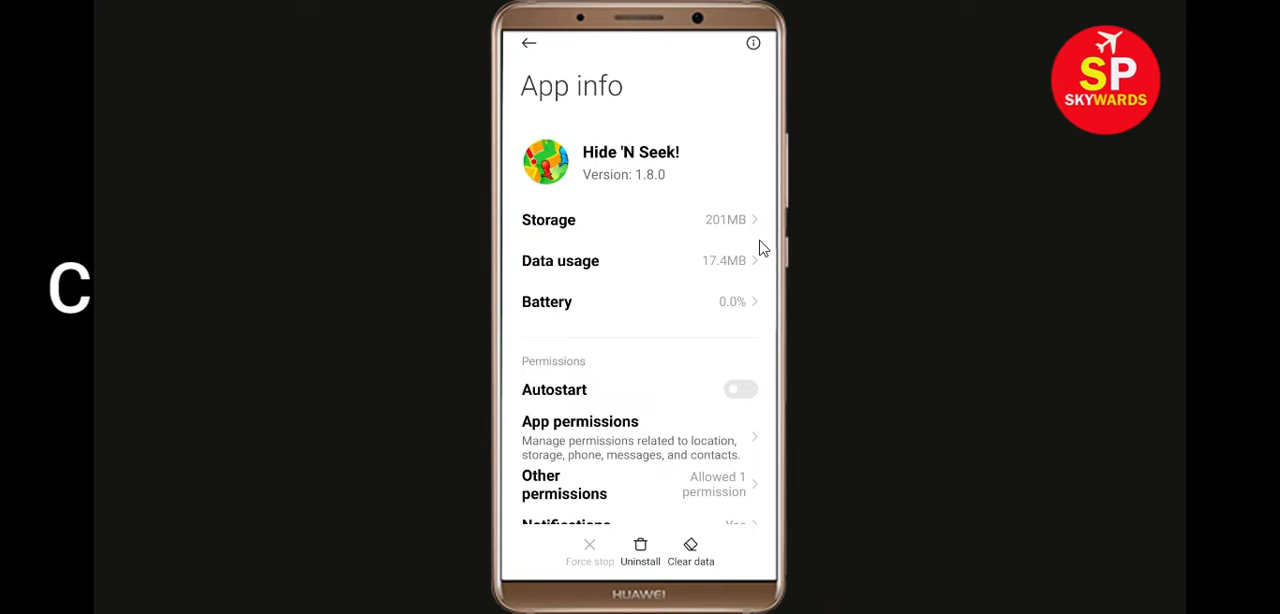 SP
SKYWARDS
App info
Hide 'N Seek!
Version: 1.8.0
Storage 201MB
Data usage 17.4MB
Battery 0.0%
C
Permissions
Autostart
App permissions
Manage permissions related to location,
storage, phone, messages, and contacts.
Other permissions Allowed 1 permission
Notifications Yes
Force stop Uninstall Clear data
HUAWEI